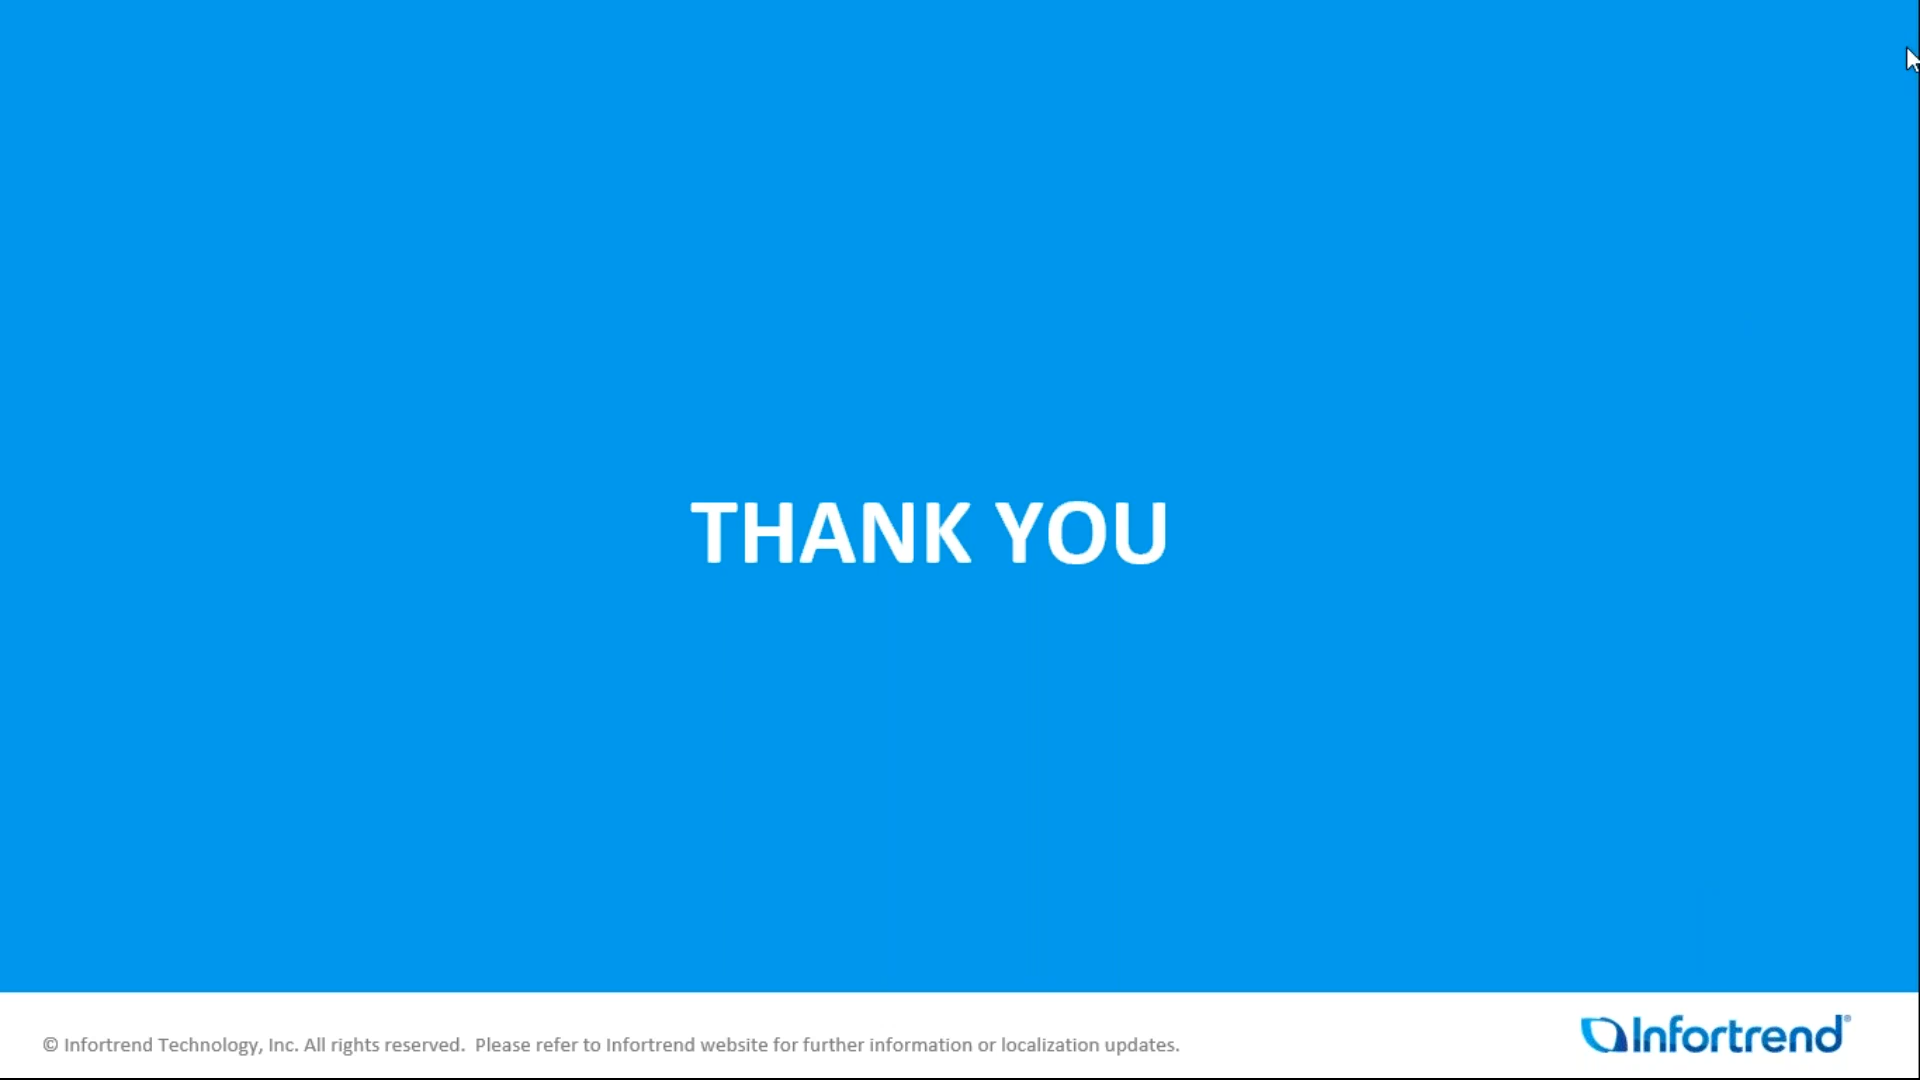 THANK YOU
© Infortrend Technology, Inc. All rights reserved.  Please refer to Infortrend website for further information or localization updates.
Infortrend®